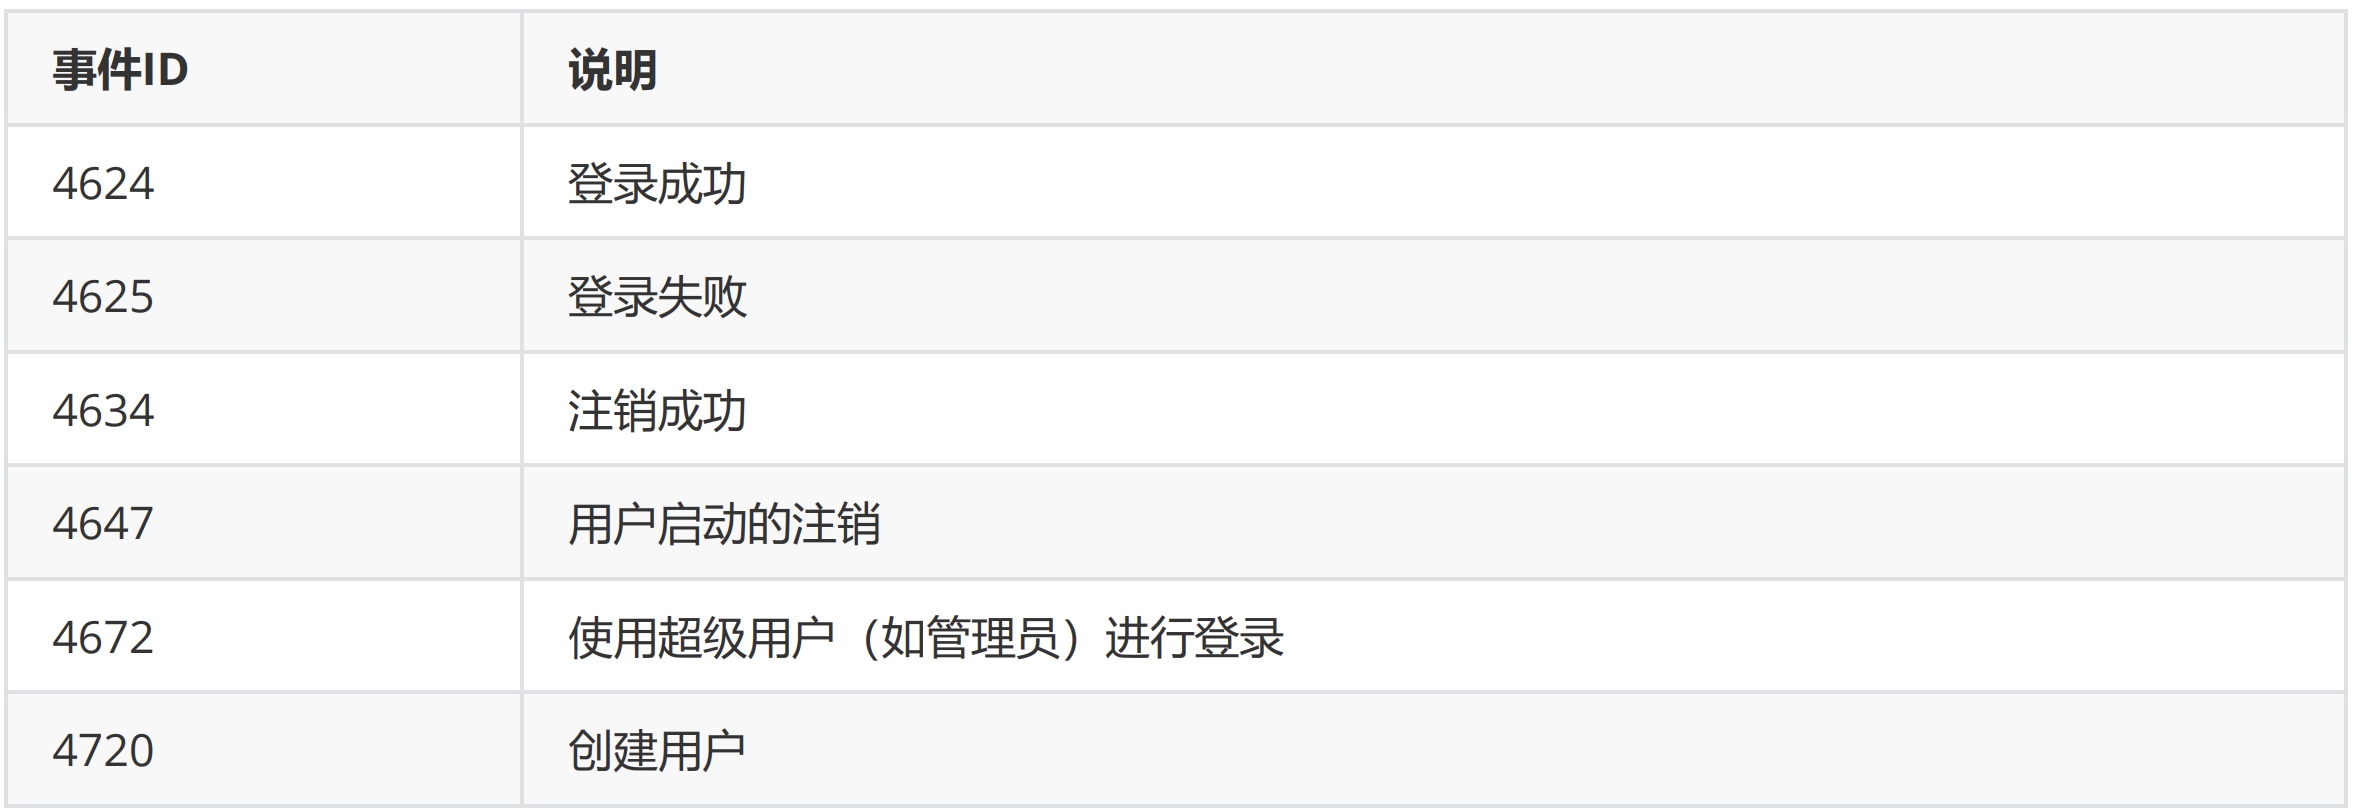 事件ID 说明
4624 登录成功
4625 登录失败
4634 注销成功
4647 用户启动的注销
4672 使用超级用户（如管理员）进行登录
4720 创建用户